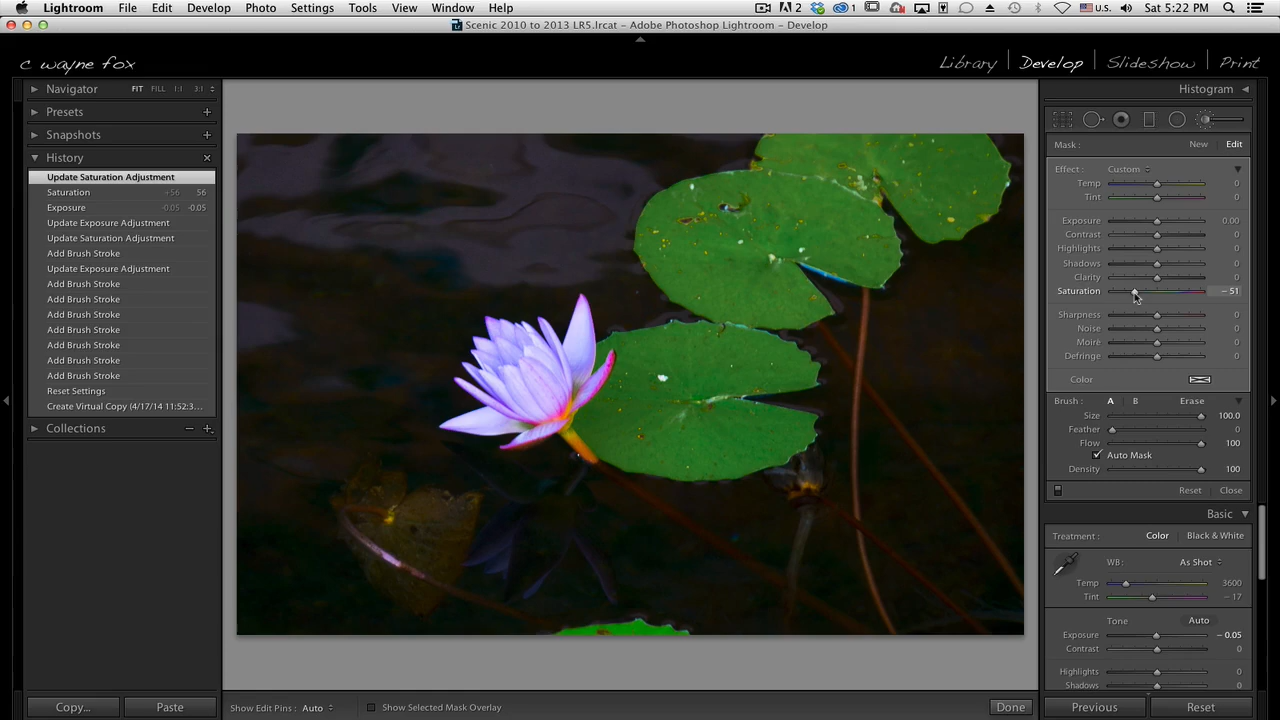 Lightroom File Edit Develop Photo Settings Tools View Window Help 2 1 U.S. Sat 5:22 PM
Scenic 2010 to 2013 LR5.lrcat – Adobe Photoshop Lightroom – Develop
c wayne fox Library Develop Slideshow Print
Navigator FIT FILL 1:1 3:1
Presets +
Snapshots +
History ×
Update Saturation Adjustment
Saturation +56 56
Exposure -0.05 -0.05
Update Exposure Adjustment
Update Saturation Adjustment
Add Brush Stroke
Update Exposure Adjustment
Add Brush Stroke
Add Brush Stroke
Add Brush Stroke
Add Brush Stroke
Add Brush Stroke
Add Brush Stroke
Add Brush Stroke
Reset Settings
Create Virtual Copy (4/17/14 11:52:3...
Collections − +
Copy... Paste
Show Edit Pins : Auto Show Selected Mask Overlay Done
Histogram
Mask : New Edit
Effect : Custom
Temp 0
Tint 0
Exposure 0.00
Contrast 0
Highlights 0
Shadows 0
Clarity 0
Saturation − 51
Sharpness 0
Noise 0
Moiré 0
Defringe 0
Color
Brush : A B Erase
Size 100.0
Feather 0
Flow 100
Auto Mask
Density 100
Reset Close
Basic
Treatment : Color Black & White
WB : As Shot
Temp 3600
Tint − 17
Tone Auto
Exposure − 0.05
Contrast 0
Highlights 0
Shadows 0
Previous Reset